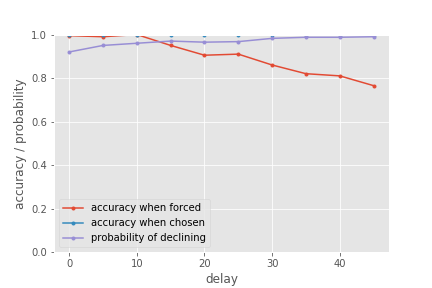 accuracy / probability
1.0
0.8
0.6
0.4
0.2
0.0
accuracy when forced
accuracy when chosen
probability of declining
0 10 20 30 40
delay